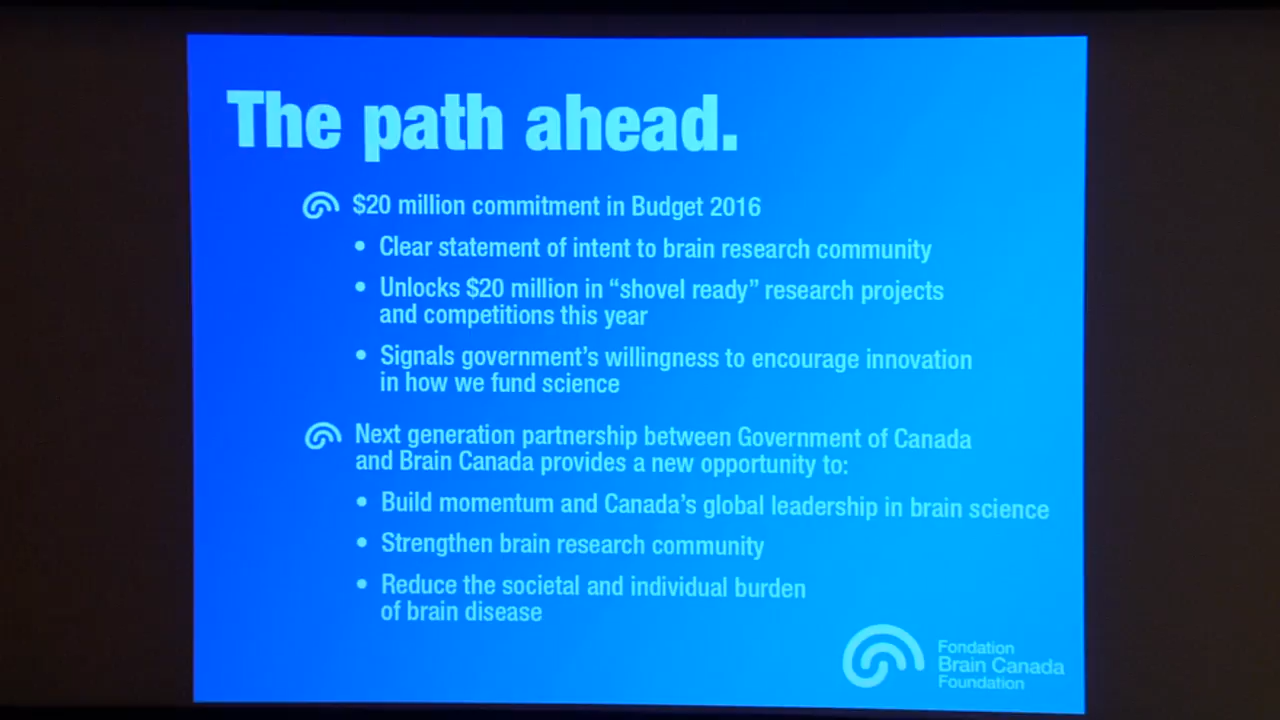 The path ahead.
$20 million commitment in Budget 2016
• Clear statement of intent to brain research community
• Unlocks $20 million in “shovel ready” research projects
and competitions this year
• Signals government’s willingness to encourage innovation
in how we fund science
Next generation partnership between Government of Canada
and Brain Canada provides a new opportunity to:
• Build momentum and Canada’s global leadership in brain science
• Strengthen brain research community
• Reduce the societal and individual burden
of brain disease
Fondation
Brain Canada
Foundation